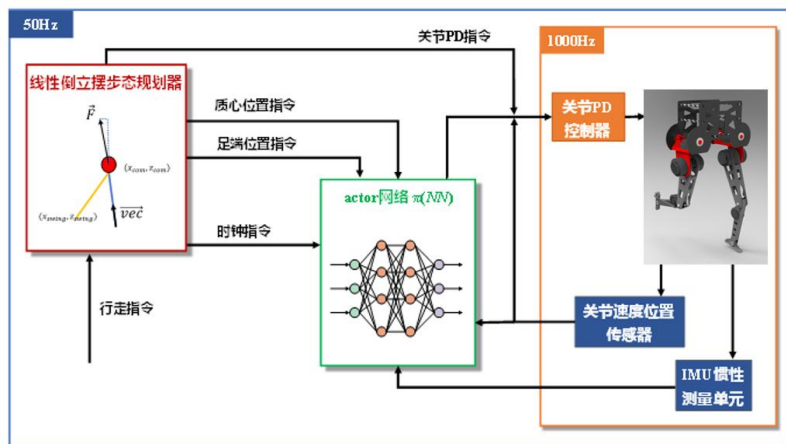 50Hz
关节PD指令
1000Hz
线性倒立摆步态规划器
F
(x_com, z_com)
(x_swing, z_swing)
vec
质心位置指令
足端位置指令
时钟指令
行走指令
actor网络 π(NN)
关节PD
控制器
关节速度位置
传感器
IMU 惯性
测量单元